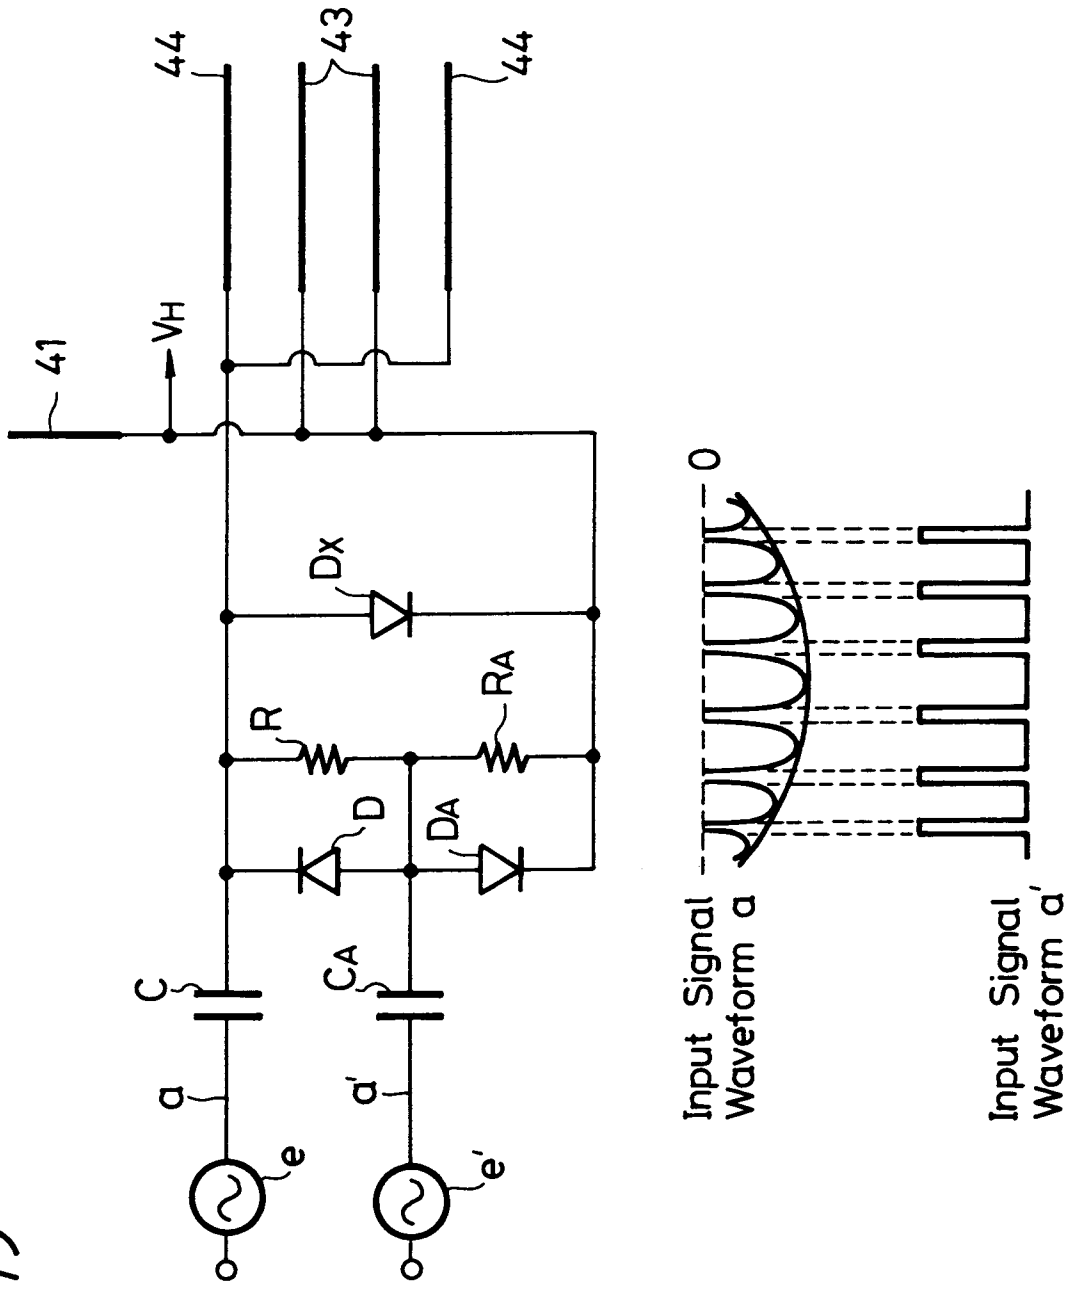 44
43
44
41
VH
DX
R
RA
D
DA
C
CA
a
a'
e
e'
0
Input Signal
Waveform a
Input Signal
Waveform a'